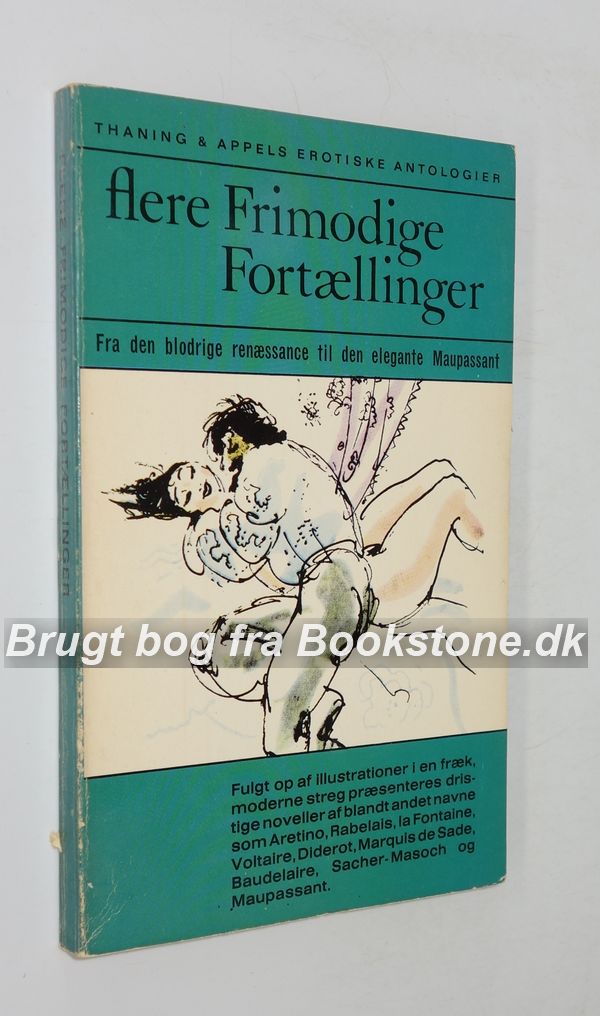 THANING & APPELS EROTISKE ANTOLOGIER
flere Frimodige
Fortællinger
Fra den blodrige renæssance til den elegante Maupassant
FLERE FRIMODIGE FORTÆLLINGER
Brugt bog fra Bookstone.dk
Fulgt op af illustrationer i en fræk,
moderne streg præsenteres dris-
tige noveller af blandt andet navne
som Aretino, Rabelais, la Fontaine,
Voltaire, Diderot, Marquis de Sade,
Baudelaire, Sacher-Masoch og
Maupassant.